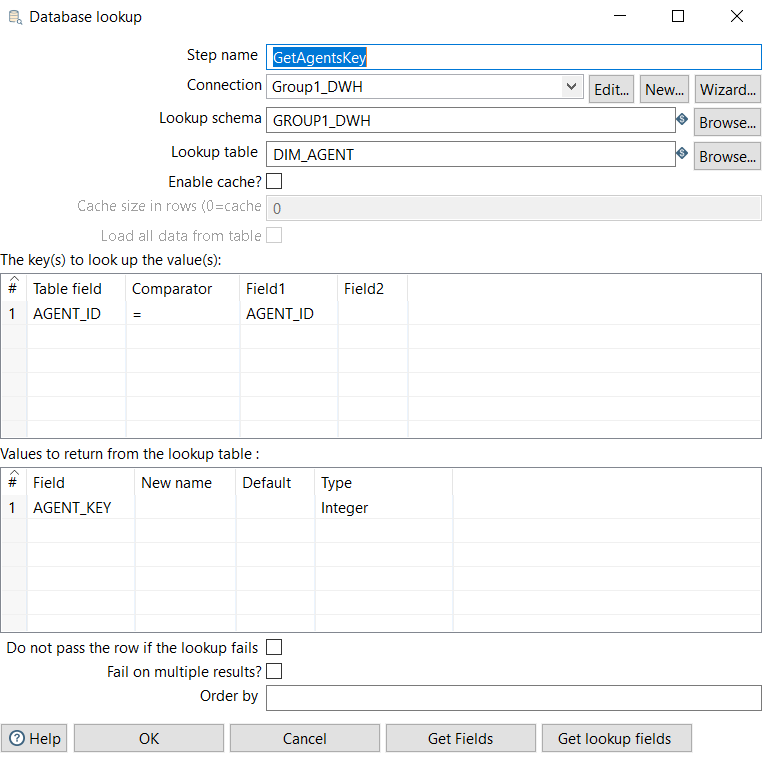 Database lookup
Step name GetAgentsKey
Connection Group1_DWH Edit... New... Wizard...
Lookup schema GROUP1_DWH Browse...
Lookup table DIM_AGENT Browse...
Enable cache?
Cache size in rows (0=cache 0
Load all data from table
The key(s) to look up the value(s):
# Table field Comparator Field1 Field2
1 AGENT_ID = AGENT_ID
Values to return from the lookup table :
# Field New name Default Type
1 AGENT_KEY Integer
Do not pass the row if the lookup fails
Fail on multiple results?
Order by
Help OK Cancel Get Fields Get lookup fields